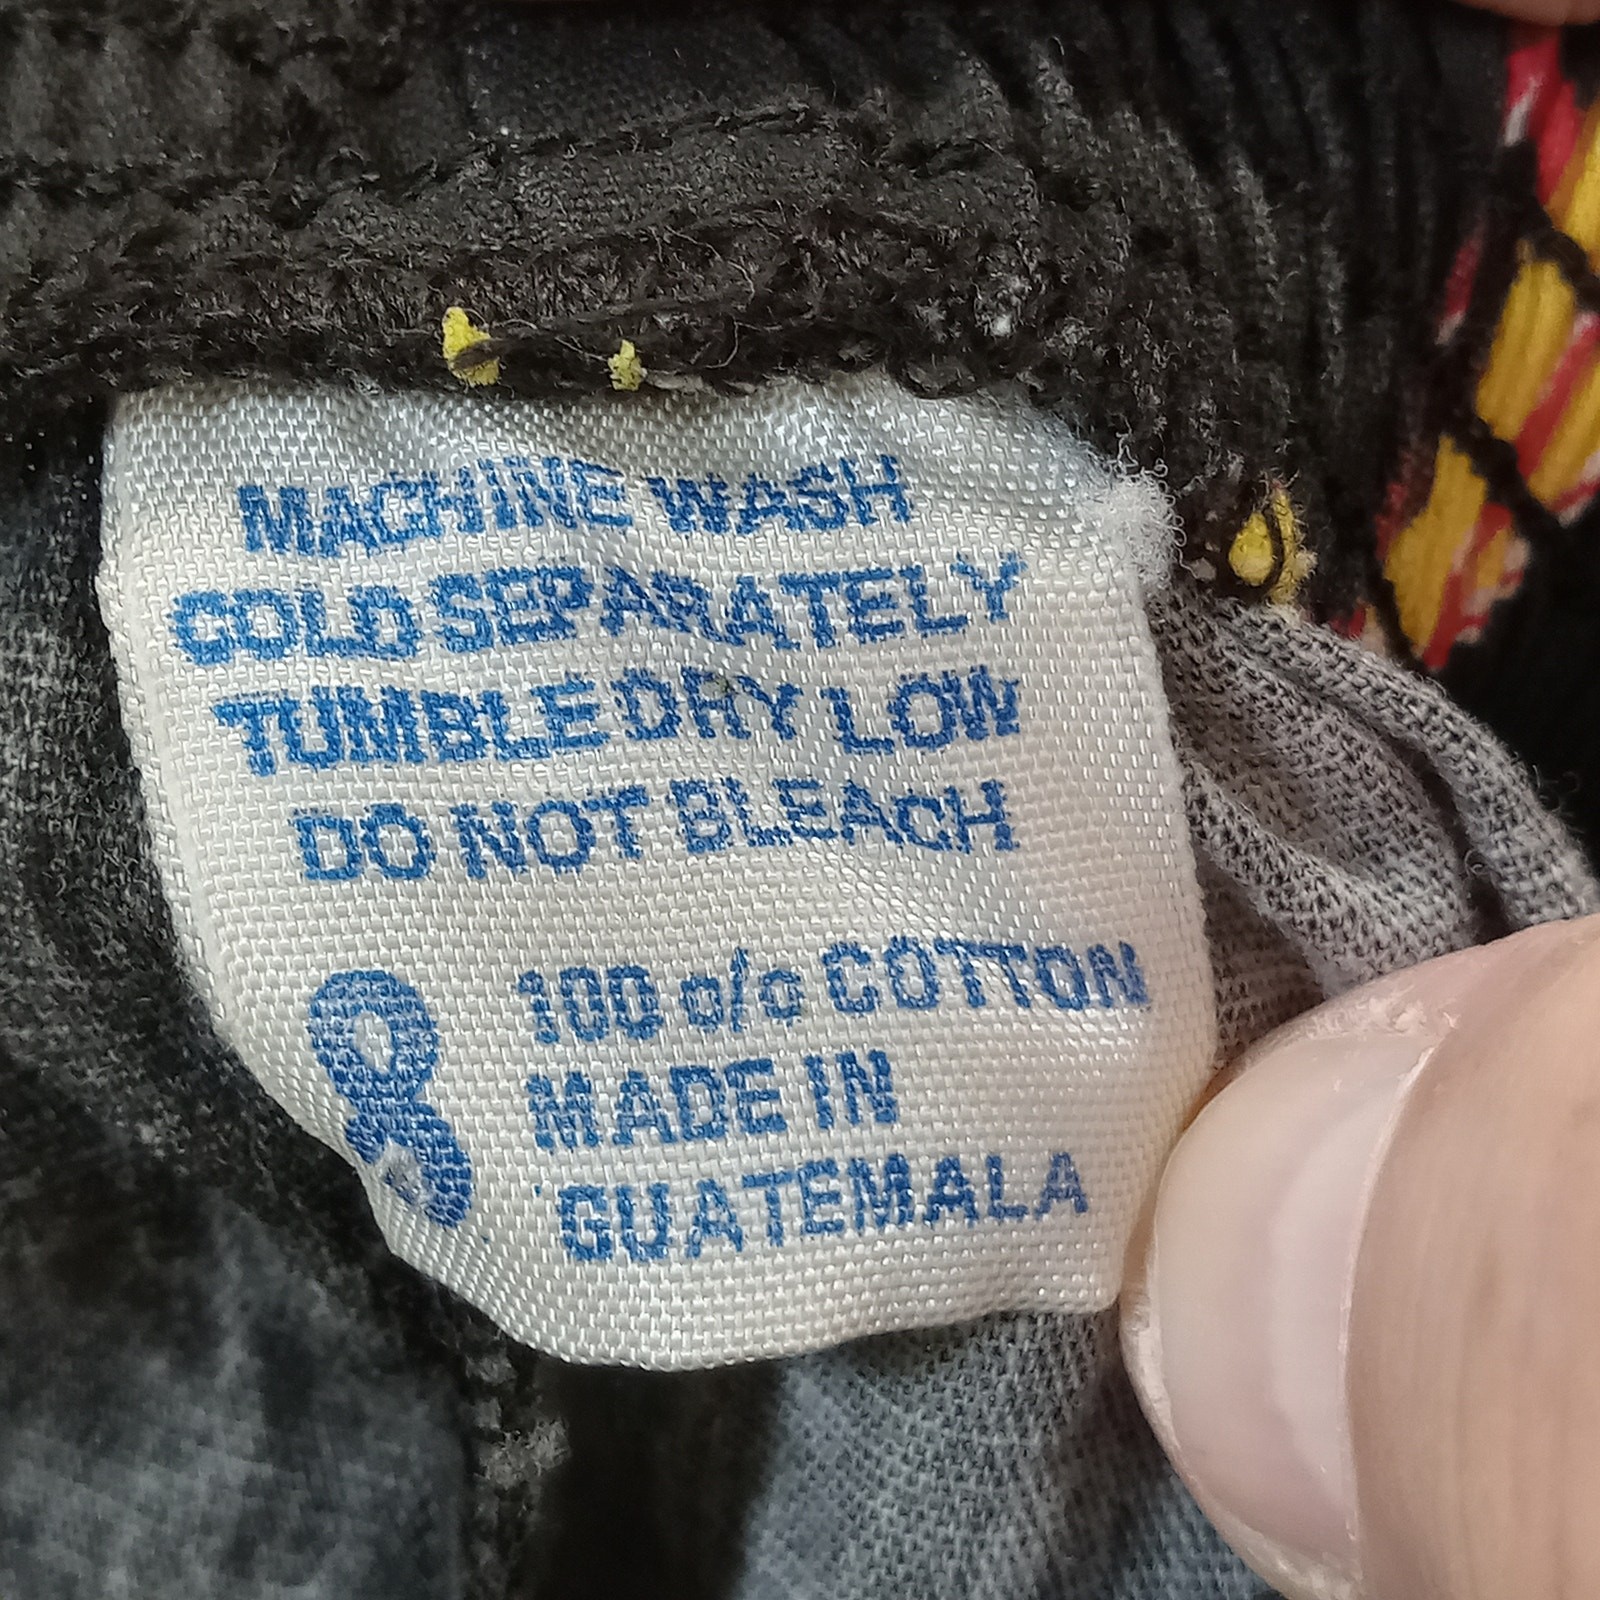 MACHINE WASH
COLD SEPARATELY
TUMBLE DRY LOW
DO NOT BLEACH
100 o/o COTTON
MADE IN
GUATEMALA